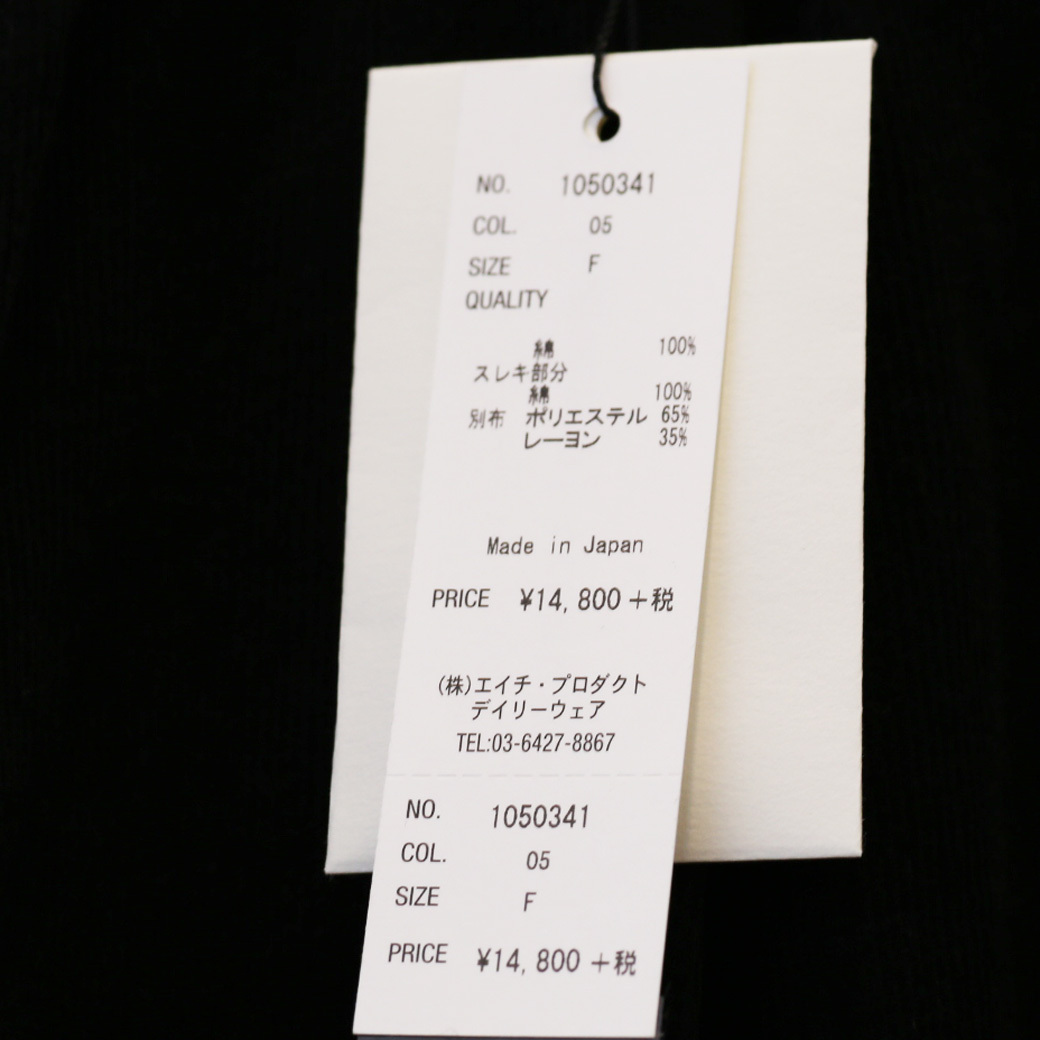 NO. 1050341
COL. 05
SIZE F
QUALITY
綿 100%
スレキ部分
綿 100%
別布 ポリエステル 65%
レーヨン 35%
Made in Japan
PRICE ¥14,800+税
(株)エイチ・プロダクト
デイリーウェア
TEL:03-6427-8867
NO. 1050341
COL. 05
SIZE F
PRICE ¥14,800+税